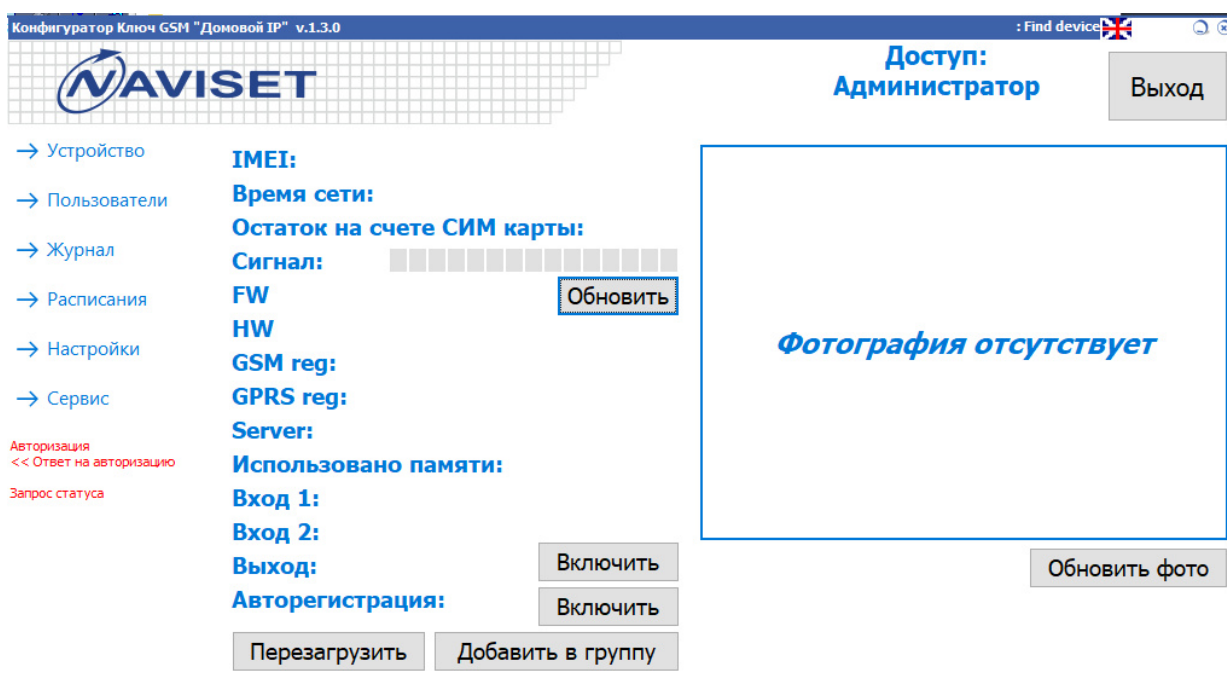 Конфигуратор Ключ GSM "Домовой IP" v.1.3.0
: Find device
NAVISET
Доступ:
Администратор
Выход
Устройство
Пользователи
Журнал
Расписания
Настройки
Сервис
Авторизация
<< Ответ на авторизацию
Запрос статуса
IMEI:
Время сети:
Остаток на счете СИМ карты:
Сигнал:
FW
Обновить
HW
GSM reg:
GPRS reg:
Server:
Использовано памяти:
Вход 1:
Вход 2:
Выход:
Включить
Авторегистрация:
Включить
Перезагрузить
Добавить в группу
Фотография отсутствует
Обновить фото